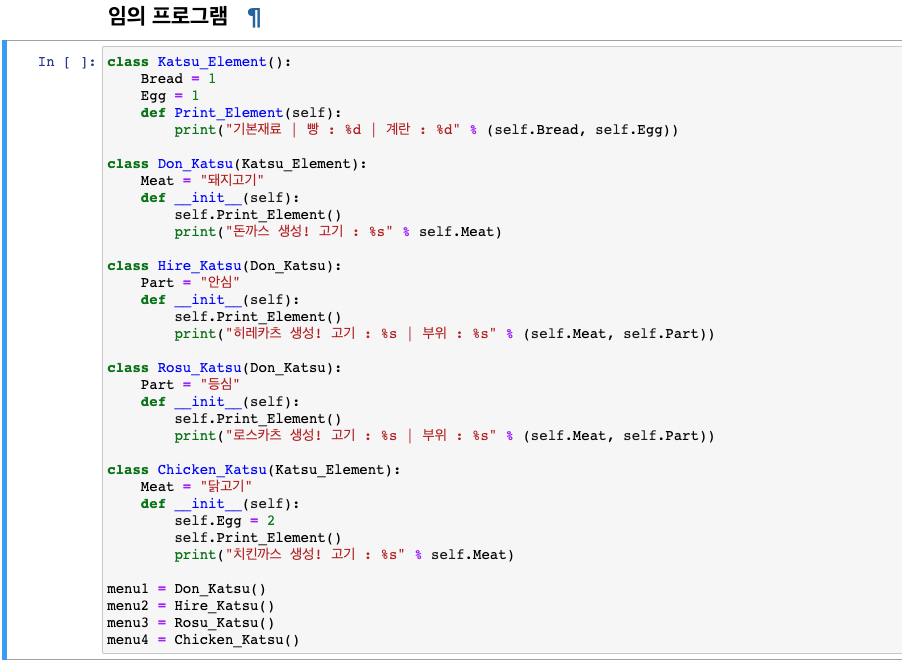 임의 프로그램 ¶
In [ ]:
class Katsu_Element():
    Bread = 1
    Egg = 1
    def Print_Element(self):
        print("기본재료 | 빵 : %d | 계란 : %d" % (self.Bread, self.Egg))

class Don_Katsu(Katsu_Element):
    Meat = "돼지고기"
    def __init__(self):
        self.Print_Element()
        print("돈까스 생성! 고기 : %s" % self.Meat)

class Hire_Katsu(Don_Katsu):
    Part = "안심"
    def __init__(self):
        self.Print_Element()
        print("히레카츠 생성! 고기 : %s | 부위 : %s" % (self.Meat, self.Part))

class Rosu_Katsu(Don_Katsu):
    Part = "등심"
    def __init__(self):
        self.Print_Element()
        print("로스카츠 생성! 고기 : %s | 부위 : %s" % (self.Meat, self.Part))

class Chicken_Katsu(Katsu_Element):
    Meat = "닭고기"
    def __init__(self):
        self.Egg = 2
        self.Print_Element()
        print("치킨까스 생성! 고기 : %s" % self.Meat)

menu1 = Don_Katsu()
menu2 = Hire_Katsu()
menu3 = Rosu_Katsu()
menu4 = Chicken_Katsu()